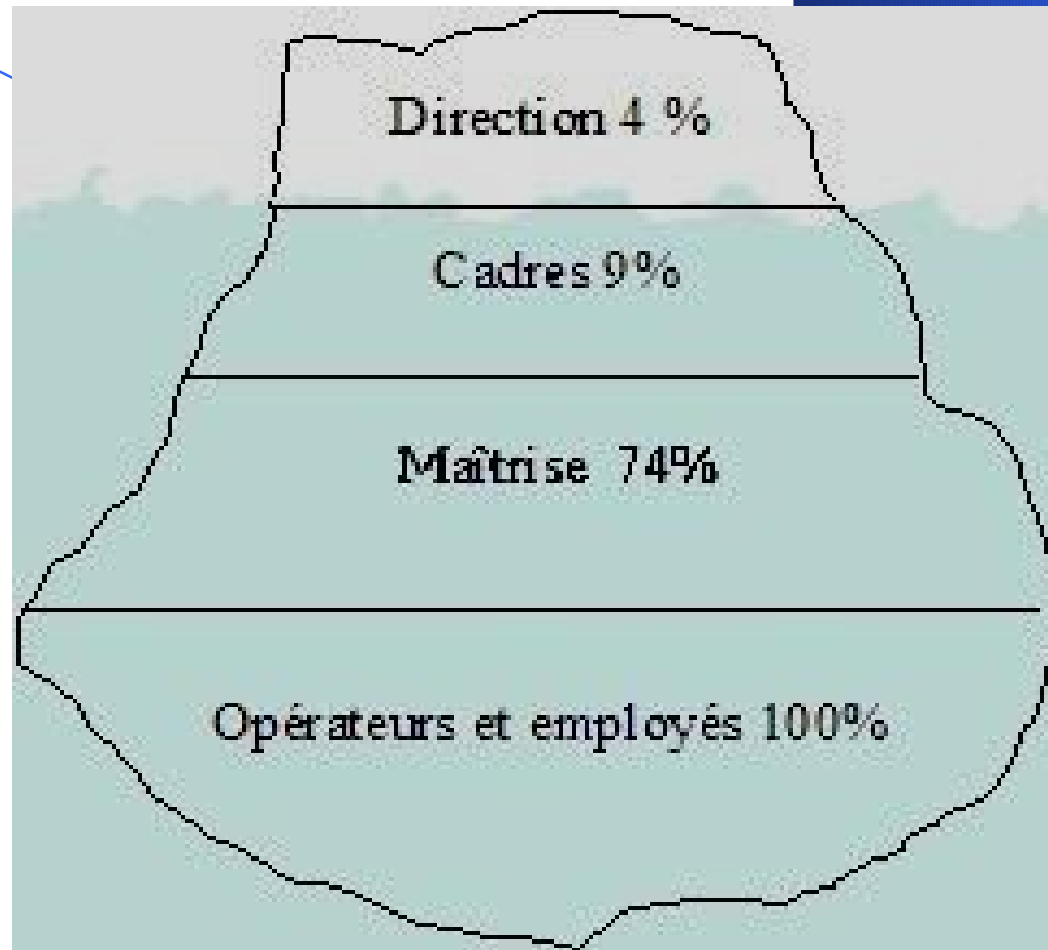 Direction 4 %
Cadres 9%
Maîtrise 74%
Opérateurs et employés 100%